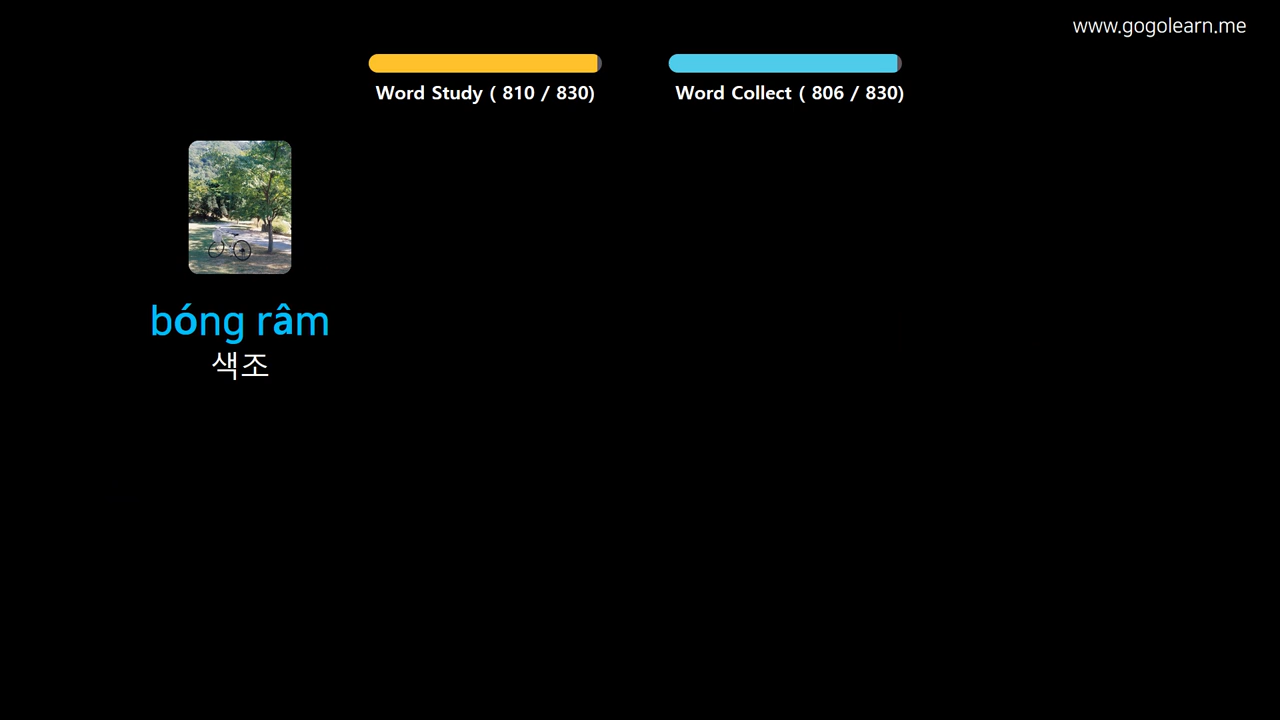 www.gogolearn.me
Word Study ( 810 / 830)
Word Collect ( 806 / 830)
bóng râm
색조